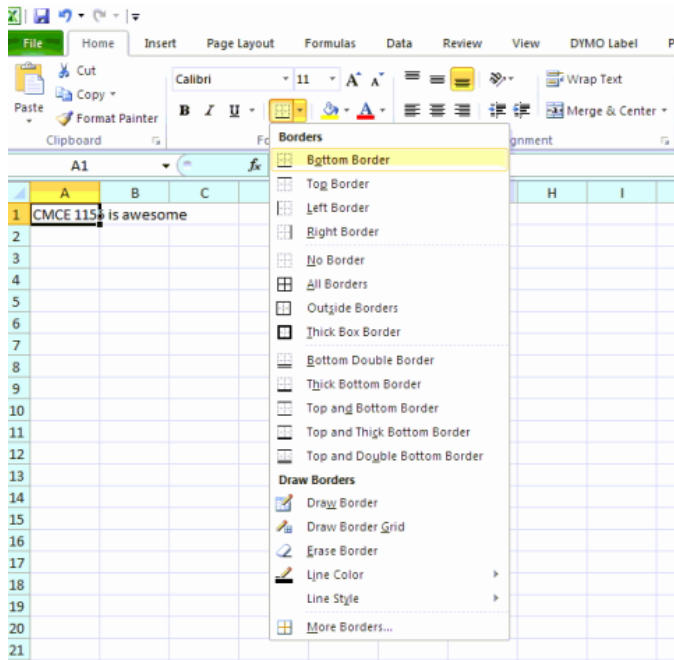 File Home Insert Page Layout Formulas Data Review View DYMO Label P
Cut
Calibri 11 A A Wrap Text
Copy
Paste B I U A Merge & Center
Format Painter
Clipboard Fo gnment
Borders
A1 fx
Bottom Border
Top Border
A B C H I
Left Border
1 CMCE 115 is awesome
Right Border
2
3 No Border
4 All Borders
5 Outside Borders
6 Thick Box Border
7
8 Bottom Double Border
9 Thick Bottom Border
10 Top and Bottom Border
11 Top and Thick Bottom Border
12 Top and Double Bottom Border
13 Draw Borders
14 Draw Border
15 Draw Border Grid
16 Erase Border
17 Line Color
18 Line Style
19
20 More Borders...
21